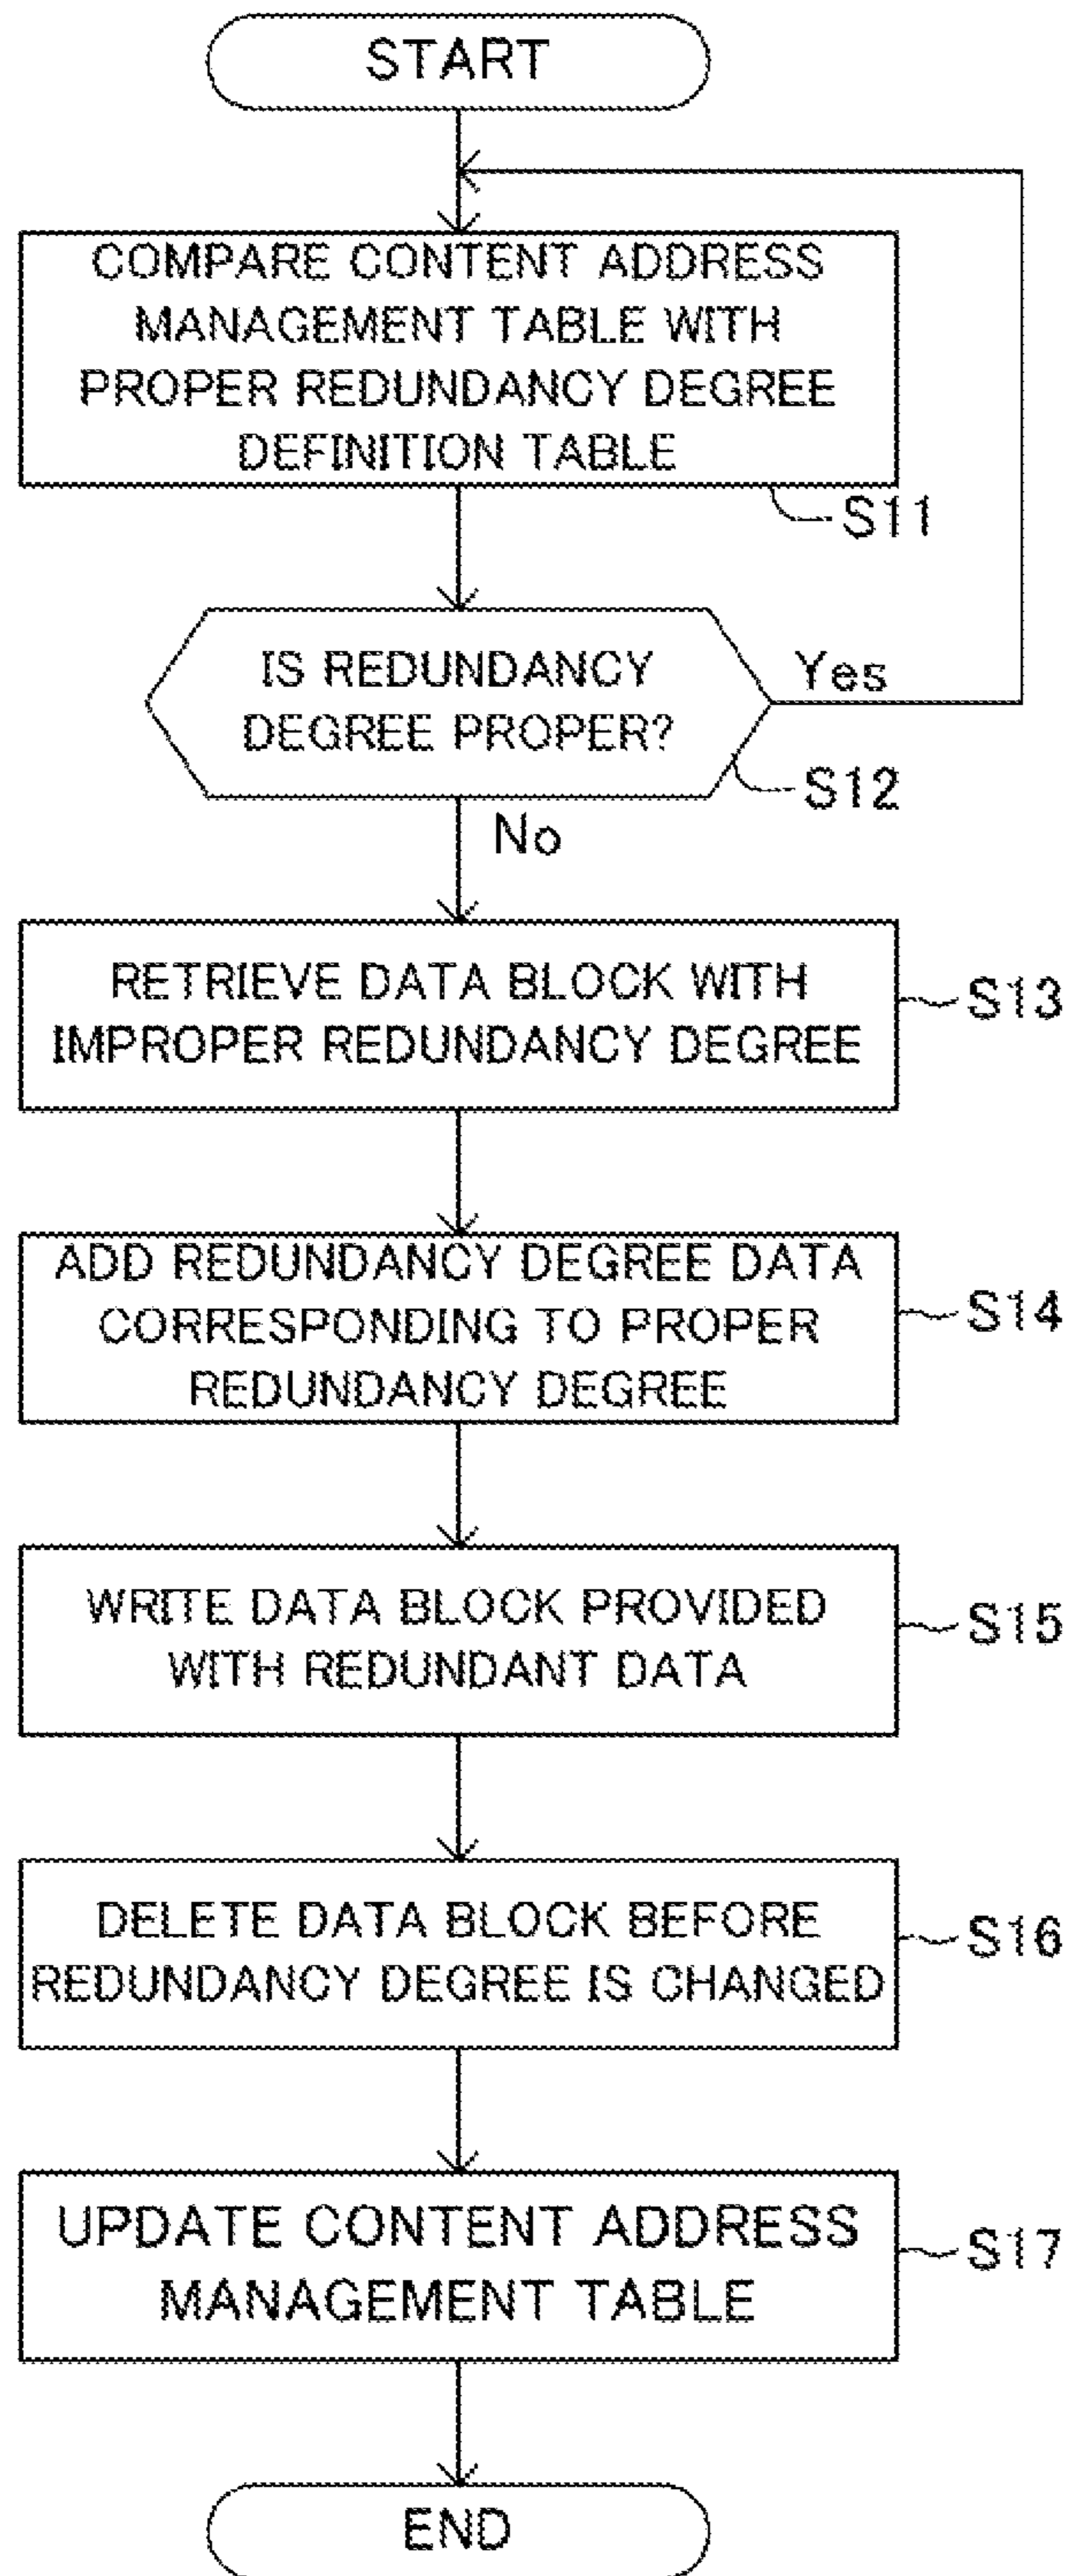 START
COMPARE CONTENT ADDRESS
MANAGEMENT TABLE WITH
PROPER REDUNDANCY DEGREE
DEFINITION TABLE
S11
IS REDUNDANCY
DEGREE PROPER?
Yes
S12
No
RETRIEVE DATA BLOCK WITH
IMPROPER REDUNDANCY DEGREE
S13
ADD REDUNDANCY DEGREE DATA
CORRESPONDING TO PROPER
REDUNDANCY DEGREE
S14
WRITE DATA BLOCK PROVIDED
WITH REDUNDANT DATA
S15
DELETE DATA BLOCK BEFORE
REDUNDANCY DEGREE IS CHANGED
S16
UPDATE CONTENT ADDRESS
MANAGEMENT TABLE
S17
END